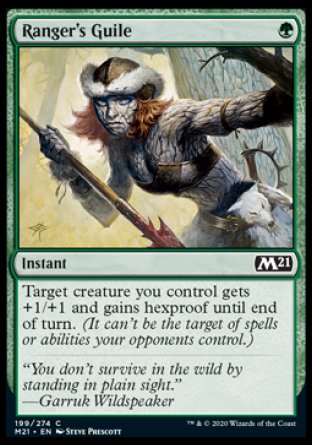 Ranger's Guile
Instant
M21
Target creature you control gets
+1/+1 and gains hexproof until end
of turn. (It can't be the target of spells
or abilities your opponents control.)
"You don't survive in the wild by
standing in plain sight."
—Garruk Wildspeaker
199/274 C
M21 • EN Steve Prescott
™ & © 2020 Wizards of the Coast